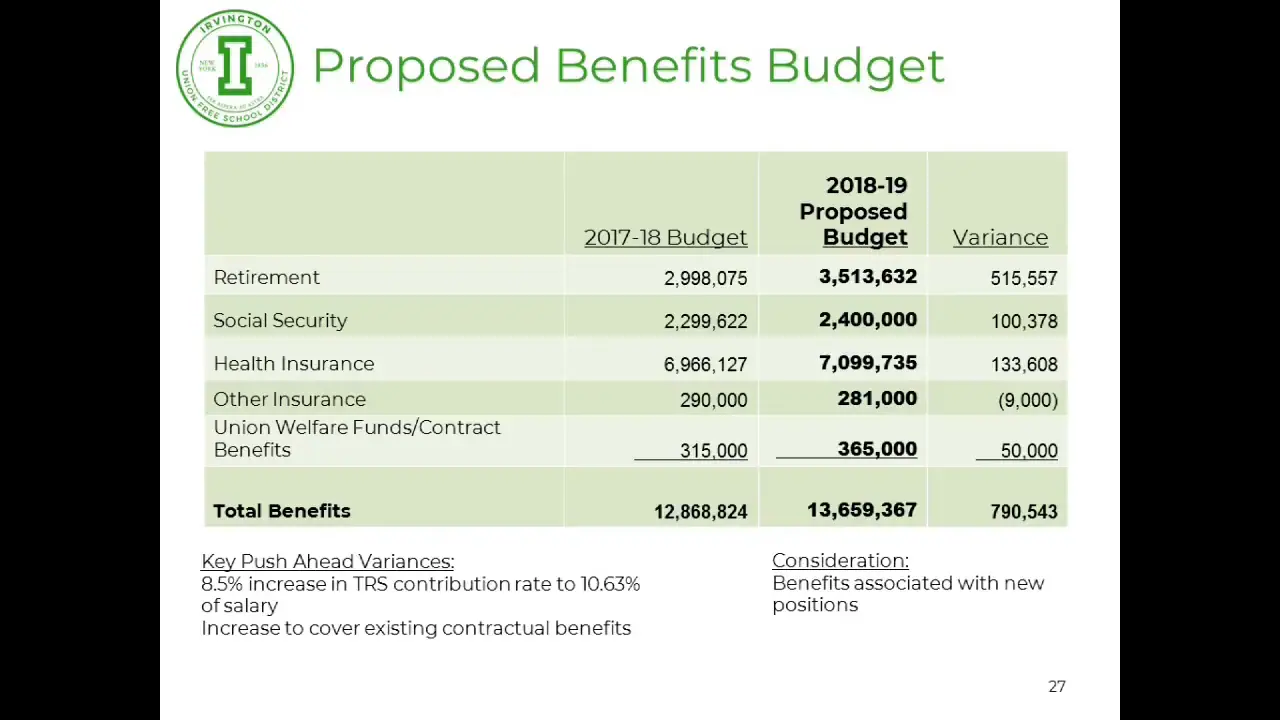 IRVINGTON
NEW YORK 1856
UNION FREE SCHOOL DISTRICT
Proposed Benefits Budget
2017-18 Budget 2018-19 Proposed Budget Variance
Retirement 2,998,075 3,513,632 515,557
Social Security 2,299,622 2,400,000 100,378
Health Insurance 6,966,127 7,099,735 133,608
Other Insurance 290,000 281,000 (9,000)
Union Welfare Funds/Contract
Benefits 315,000 365,000 50,000
Total Benefits 12,868,824 13,659,367 790,543
Key Push Ahead Variances:
8.5% increase in TRS contribution rate to 10.63%
of salary
Increase to cover existing contractual benefits
Consideration:
Benefits associated with new
positions
27